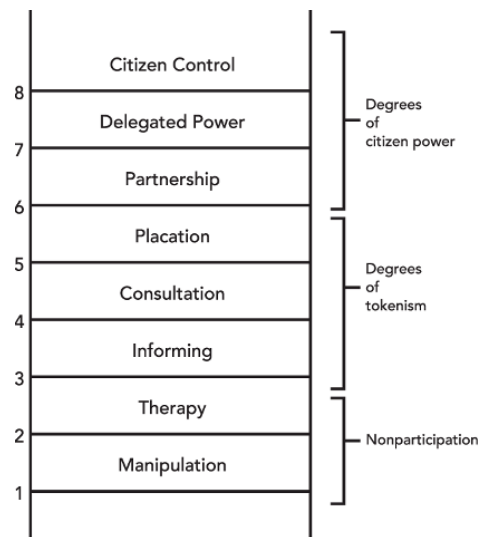 Citizen Control
8
Delegated Power
7
Partnership
6
Placation
5
Consultation
4
Informing
3
Therapy
2
Manipulation
1
Degrees
of
citizen power
Degrees
of
tokenism
Nonparticipation